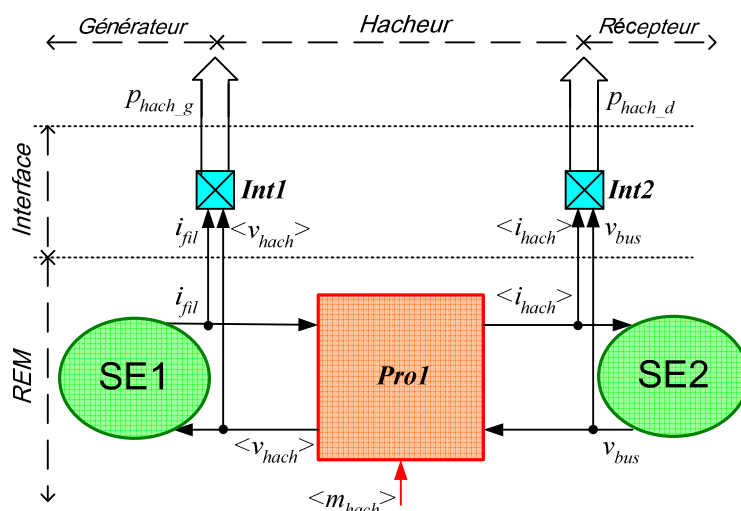 Générateur
Hacheur
Récepteur
p_hach_g
p_hach_d
Interface
Int1
Int2
i_fil
<v_hach>
<i_hach>
v_bus
REM
i_fil
<i_hach>
SE1
Pro1
SE2
<v_hach>
v_bus
<m_hach>